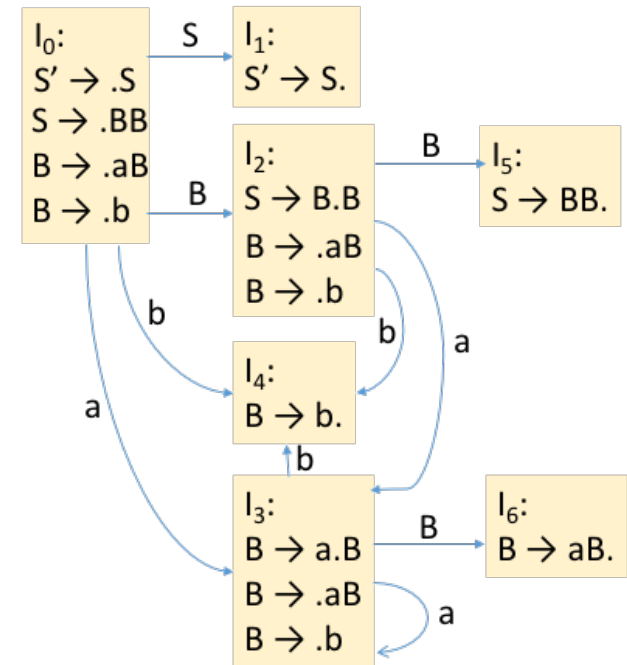 I₀:
S' → .S
S → .BB
B → .aB
B → .b
S
I₁:
S' → S.
B
I₂:
S → B.B
B → .aB
B → .b
B
I₅:
S → BB.
b
b
a
a
I₄:
B → b.
b
I₃:
B → a.B
B → .aB
B → .b
B
I₆:
B → aB.
a